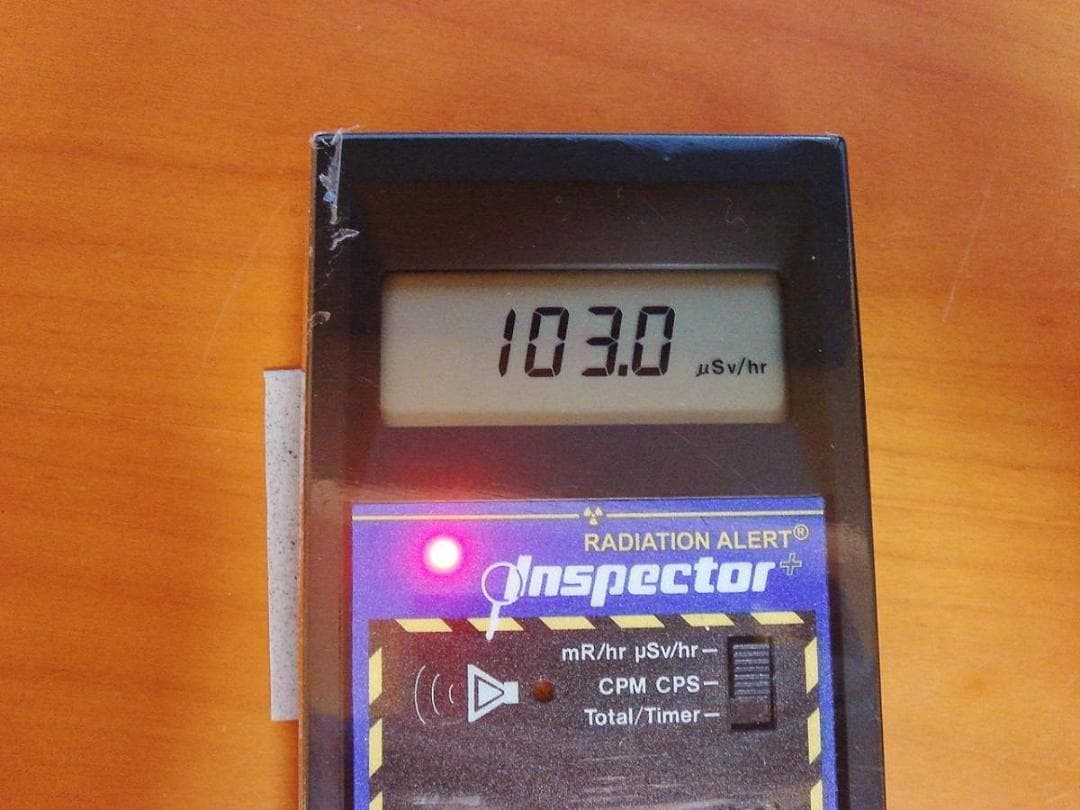 103.0 μSv/hr
RADIATION ALERT®
Inspector+
mR/hr μSv/hr
CPM CPS
Total/Timer